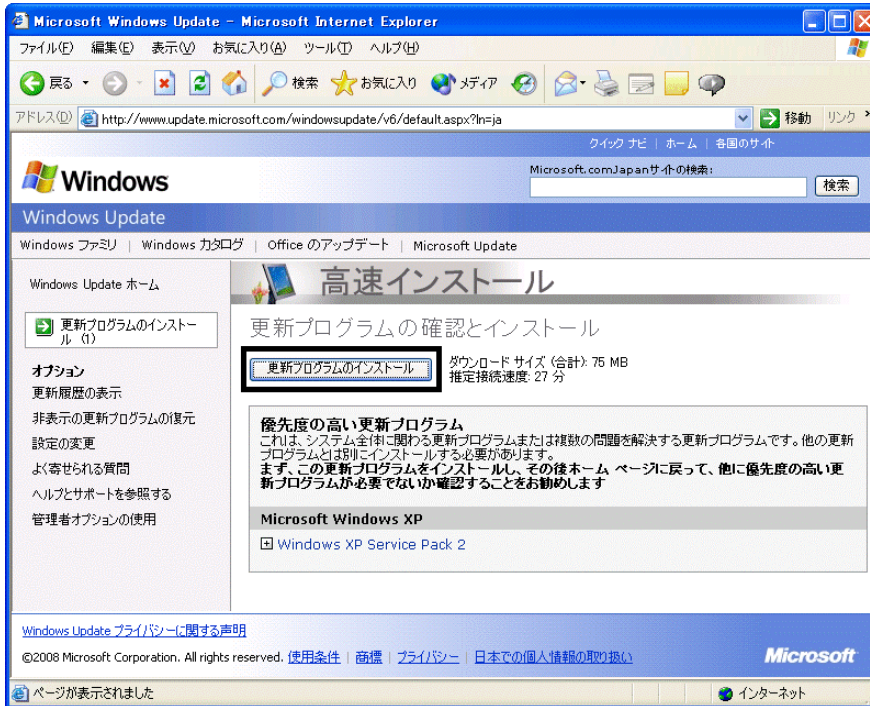 Microsoft Windows Update - Microsoft Internet Explorer
ファイル(F) 編集(E) 表示(V) お気に入り(A) ツール(T) ヘルプ(H)
戻る 検索 お気に入り メディア
アドレス(D) http://www.update.microsoft.com/windowsupdate/v6/default.aspx?ln=ja 移動 リンク
クイック ナビ | ホーム | 各国のサイト
Windows
Microsoft.comJapanサイトの検索:
検索
Windows Update
Windows ファミリ | Windows カタログ | Office のアップデート | Microsoft Update
Windows Update ホーム
更新プログラムのインストー
ル (1)
オプション
更新履歴の表示
非表示の更新プログラムの復元
設定の変更
よく寄せられる質問
ヘルプとサポートを参照する
管理者オプションの使用
高速インストール
更新プログラムの確認とインストール
更新プログラムのインストール
ダウンロード サイズ (合計): 75 MB
推定接続速度: 27 分
優先度の高い更新プログラム
これは、システム全体に関わる更新プログラムまたは複数の問題を解決する更新プログラムです。他の更新
プログラムとは別にインストールする必要があります。
まず、この更新プログラムをインストールし、その後ホーム ページに戻って、他に優先度の高い更
新プログラムが必要でないか確認することをお勧めします
Microsoft Windows XP
Windows XP Service Pack 2
Windows Update プライバシーに関する声明
©2008 Microsoft Corporation. All rights reserved. 使用条件 | 商標 | プライバシー | 日本での個人情報の取り扱い
Microsoft
ページが表示されました
インターネット